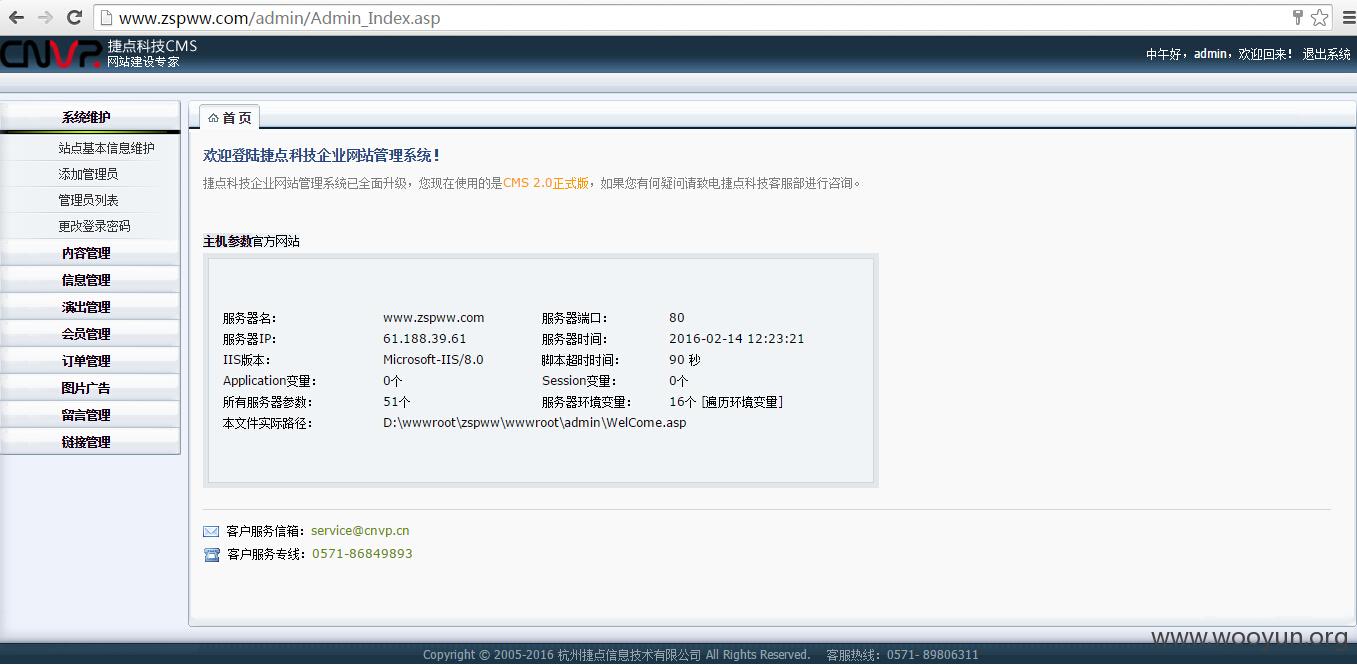 www.zspww.com/admin/Admin_Index.asp
CNVP 捷点科技CMS
网站建设专家
中午好，admin，欢迎回来！ 退出系统
系统维护
站点基本信息维护
添加管理员
管理员列表
更改登录密码
内容管理
信息管理
演出管理
会员管理
订单管理
图片广告
留言管理
链接管理
首 页
欢迎登陆捷点科技企业网站管理系统！
捷点科技企业网站管理系统已全面升级，您现在使用的是CMS 2.0正式版，如果您有何疑问请致电捷点科技客服部进行咨询。
主机参数官方网站
服务器名： www.zspww.com 服务器端口： 80
服务器IP： 61.188.39.61 服务器时间： 2016-02-14 12:23:21
IIS版本： Microsoft-IIS/8.0 脚本超时时间： 90 秒
Application变量： 0个 Session变量： 0个
所有服务器参数： 51个 服务器环境变量： 16个 [遍历环境变量]
本文件实际路径： D:\wwwroot\zspww\wwwroot\admin\WelCome.asp
客户服务信箱：service@cnvp.cn
客户服务专线：0571-86849893
www.wooyun.org
Copyright © 2005-2016 杭州捷点信息技术有限公司 All Rights Reserved. 客服热线：0571- 89806311